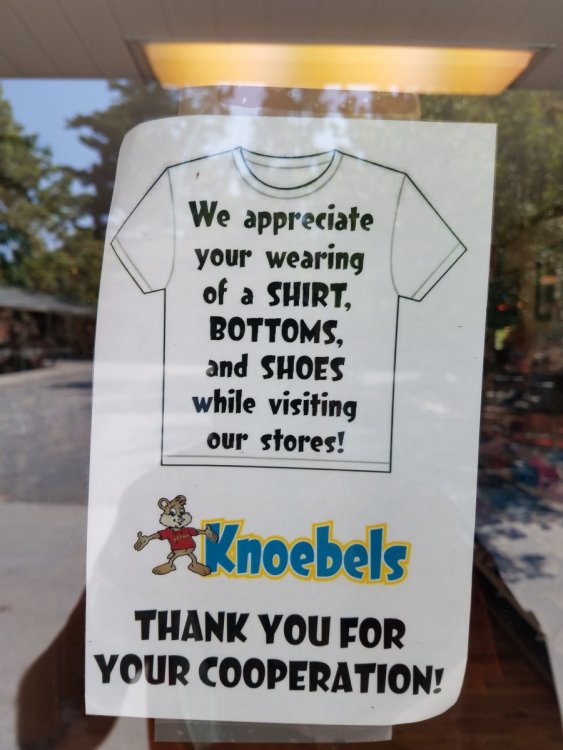 We appreciate
your wearing
of a SHIRT,
BOTTOMS,
and SHOES
while visiting
our stores!
Knoebels
THANK YOU FOR
YOUR COOPERATION!